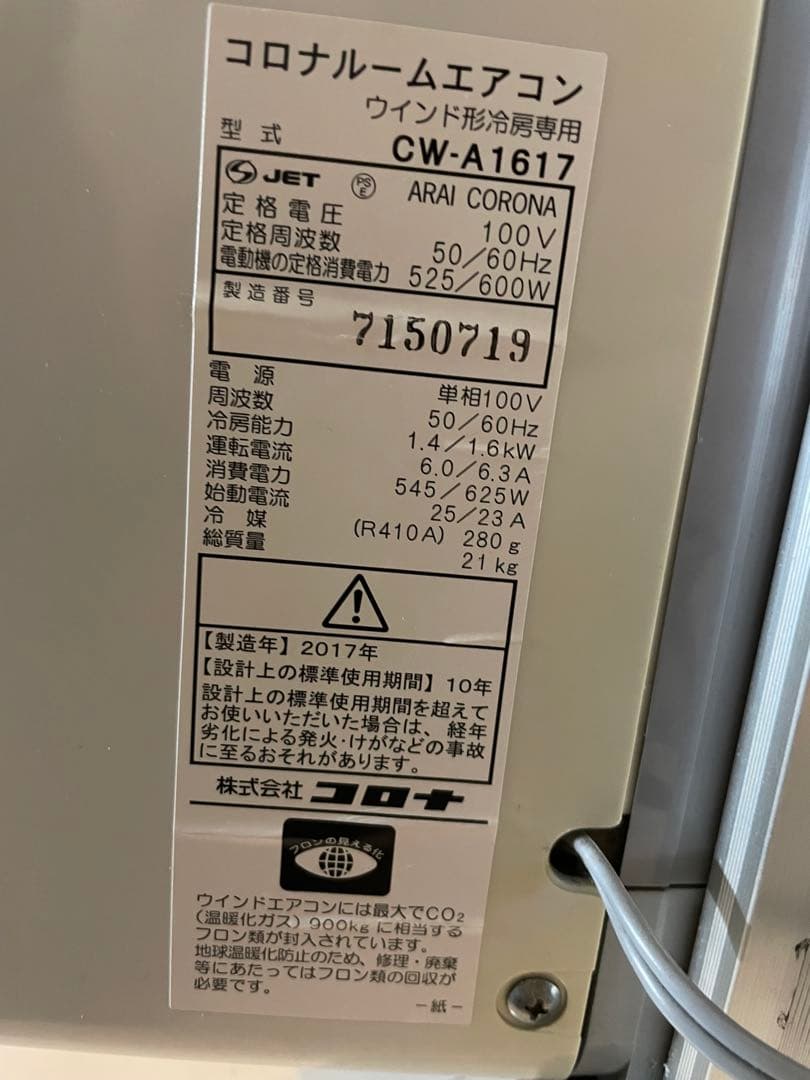 コロナルームエアコン
ウインド形冷房専用
型式 CW-A1617
JET PSE ARAI CORONA
定格電圧 100V
定格周波数 50/60Hz
電動機の定格消費電力 525/600W
製造番号 7150719
電源 単相100V
周波数 50/60Hz
冷房能力 1.4/1.6kW
運転電流 6.0/6.3A
消費電力 545/625W
始動電流 25/23A
冷媒 (R410A) 280g
総質量 21kg
【製造年】2017年
【設計上の標準使用期間】10年
設計上の標準使用期間を超えて
お使いいただいた場合は、経年
劣化による発火・けがなどの事故
に至るおそれがあります。
株式会社 コロナ
フロンの見える化
ウインドエアコンには最大でCO₂
(温暖化ガス) 900kgに相当する
フロン類が封入されています。
地球温暖化防止のため、修理・廃棄
等にあたってはフロン類の回収が
必要です。
-紙-